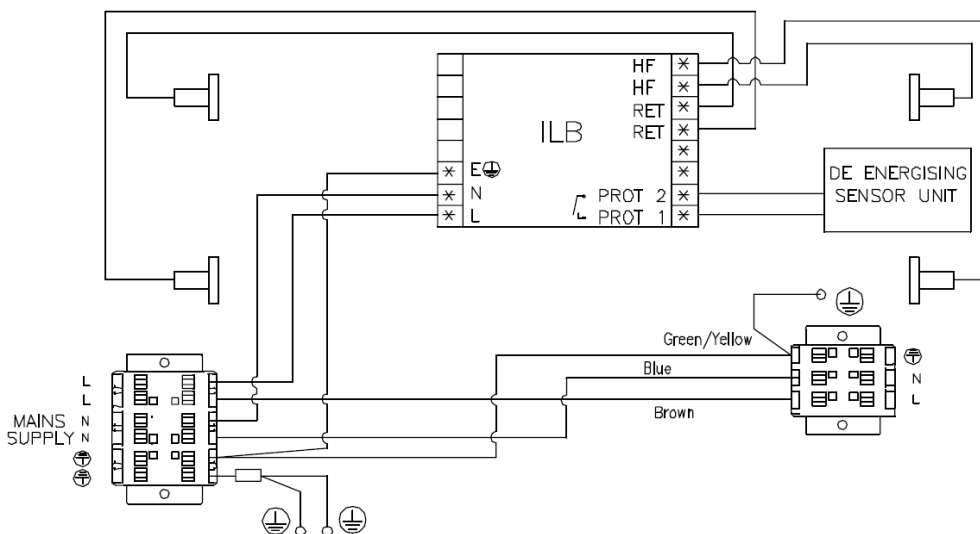 HF
HF
RET
RET
ILB
E
N
L
PROT 2
PROT 1
DE ENERGISING
SENSOR UNIT
Green/Yellow
Blue
Brown
N
L
L
L
MAINS
SUPPLY
N
N